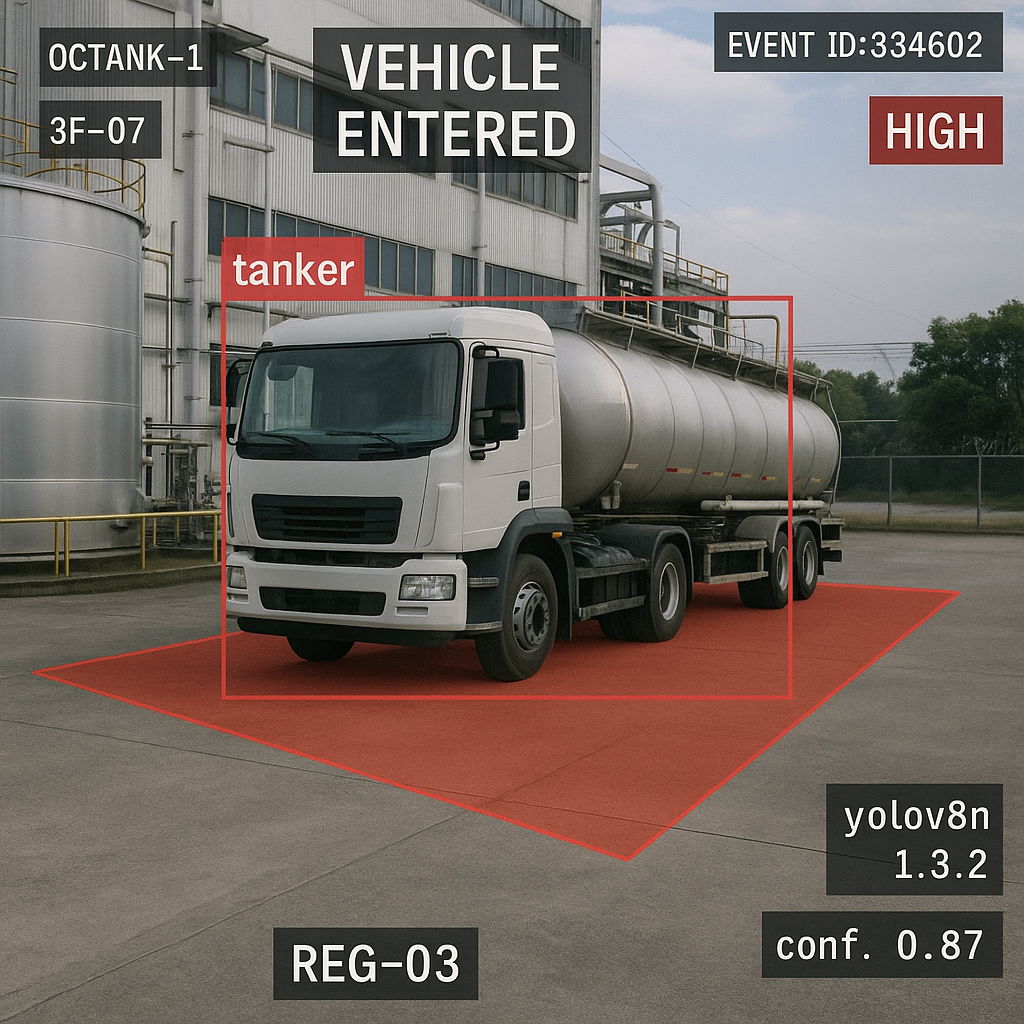 OCTANK-1
3F-07
VEHICLE
ENTERED
EVENT ID:334602
HIGH
tanker
yolov8n
1.3.2
conf. 0.87
REG-03